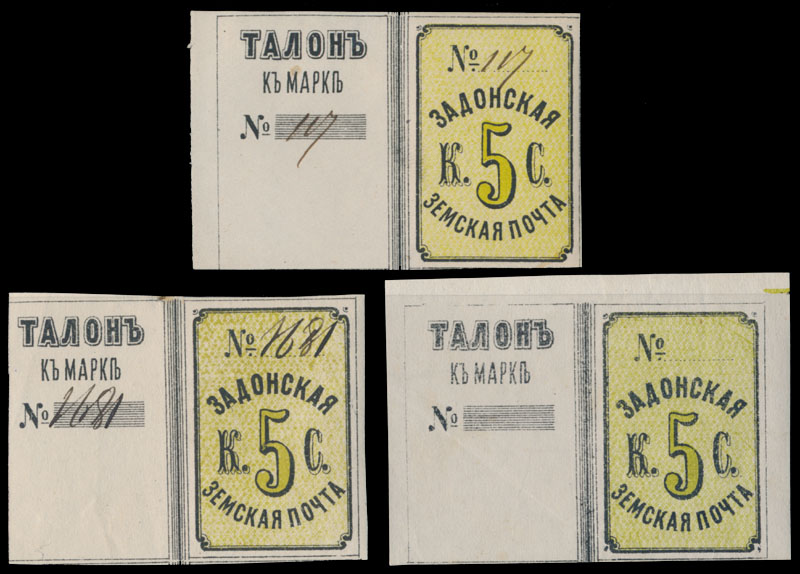 ТАЛОНЪ
КЪ МАРКѢ
№ 117
№ 117
ЗАДОНСКАЯ
К. 5 С.
ЗЕМСКАЯ ПОЧТА
ТАЛОНЪ
КЪ МАРКѢ
№ 1681
№ 1681
ЗАДОНСКАЯ
К. 5 С.
ЗЕМСКАЯ ПОЧТА
ТАЛОНЪ
КЪ МАРКѢ
№
№
ЗАДОНСКАЯ
К. 5 С.
ЗЕМСКАЯ ПОЧТА